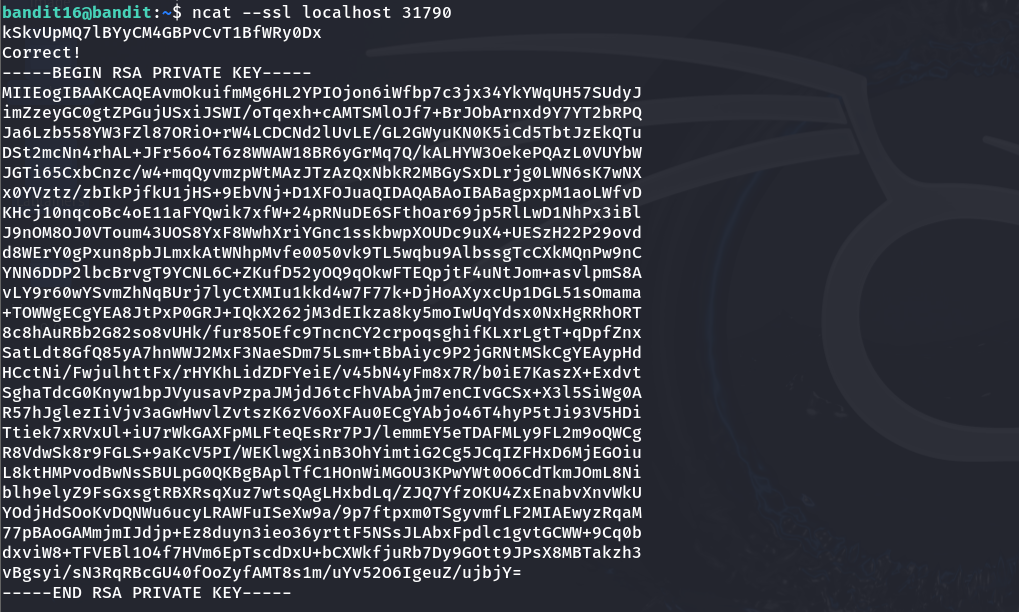 bandit16@bandit:~$ ncat --ssl localhost 31790
kSkvUpMQ7lBYyCM4GBPvCvT1BfWRy0Dx
Correct!
-----BEGIN RSA PRIVATE KEY-----
MIIEogIBAAKCAQEAvmOkuifmMg6HL2YPIOjon6iWfbp7c3jx34YkYWqUH57SUdyJ
imZzeyGC0gtZPGujUSxiJSWI/oTqexh+cAMTSMlOJf7+BrJObArnxd9Y7YT2bRPQ
Ja6Lzb558YW3FZl87ORiO+rW4LCDCNd2lUvLE/GL2GWyuKN0K5iCd5TbtJzEkQTu
DSt2mcNn4rhAL+JFr56o4T6z8WWAW18BR6yGrMq7Q/kALHYW3OekePQAzL0VUYbW
JGTi65CxbCnzc/w4+mqQyvmzpWtMAzJTzAzQxNbkR2MBGySxDLrjg0LWN6sK7wNX
x0YVztz/zbIkPjfkU1jHS+9EbVNj+D1XFOJuaQIDAQABAoIBABagpxpM1aoLWfvD
KHcj10nqcoBc4oE11aFYQwik7xfW+24pRNuDE6SFthOar69jp5RlLwD1NhPx3iBl
J9nOM8OJ0VToum43UOS8YxF8WwhXriYGnc1sskbwpXOUDc9uX4+UESzH22P29ovd
d8WErY0gPxun8pbJLmxkAtWNhpMvfe0050vk9TL5wqbu9AlbssgTcCXkMQnPw9nC
YNN6DDP2lbcBrvgT9YCNL6C+ZKufD52yOQ9qOkwFTEQpjtF4uNtJom+asvlpmS8A
vLY9r60wYSvmZhNqBUrj7lyCtXMIu1kkd4w7F77k+DjHoAXyxcUp1DGL51sOmama
+TOWWgECgYEA8JtPxP0GRJ+IQkX262jM3dEIkza8ky5moIwUqYdsx0NxHgRRhORT
8c8hAuRBb2G82so8vUHk/fur85OEfc9TncnCY2crpoqsghifKLxrLgtT+qDpfZnx
SatLdt8GfQ85yA7hnWWJ2MxF3NaeSDm75Lsm+tBbAiyc9P2jGRNtMSkCgYEAypHd
HCctNi/FwjulhttFx/rHYKhLidZDFYeiE/v45bN4yFm8x7R/b0iE7KaszX+Exdvt
SghaTdcG0Knyw1bpJVyusavPzpaJMjdJ6tcFhVAbAjm7enCIvGCSx+X3l5SiWg0A
R57hJglezIiVjv3aGwHwvlZvtszK6zV6oXFAu0ECgYAbjo46T4hyP5tJi93V5HDi
Ttiek7xRVxUl+iU7rWkGAXFpMLFteQEsRr7PJ/lemmEY5eTDAFMLy9FL2m9oQWCg
R8VdwSk8r9FGLS+9aKcV5PI/WEKlwgXinB3OhYimtiG2Cg5JCqIZFHxD6MjEGOiu
L8ktHMPvodBwNsSBULpG0QKBgBAplTfC1HOnWiMGOU3KPwYWt0O6CdTkmJOmL8Ni
blh9elyZ9FsGxsgtRBXRsqXuz7wtsQAgLHxbdLq/ZJQ7YfzOKU4ZxEnabvXnvWkU
YOdjHdSOoKvDQNWu6ucyLRAWFuISeXw9a/9p7ftpxm0TSgyvmfLF2MIAEwyzRqaM
77pBAoGAMmjmIJdjp+Ez8duyn3ieo36yrttF5NSsJLAbxFpdlc1gvtGCWW+9Cq0b
dxviW8+TFVEBl1O4f7HVm6EpTscdDxU+bCXWkfjuRb7Dy9GOtt9JPsX8MBTakzh3
vBgsyi/sN3RqRBcGU40fOoZyfAMT8s1m/uYv52O6IgeuZ/ujbjY=
-----END RSA PRIVATE KEY-----